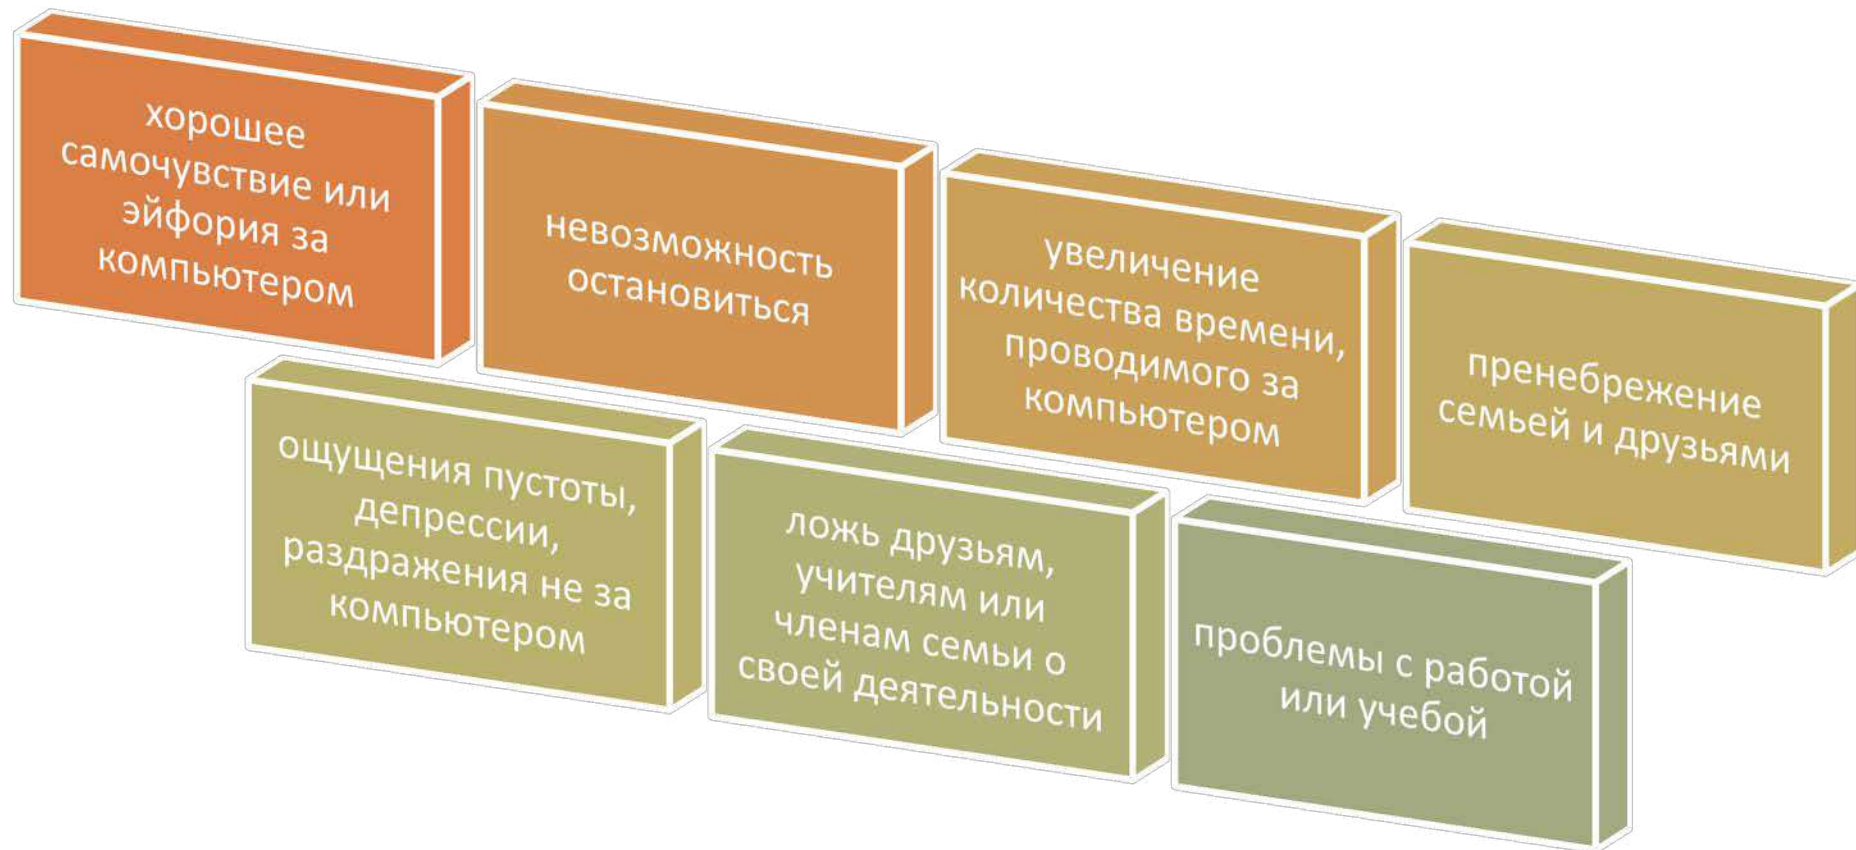 хорошее
самочувствие или
эйфория за
компьютером
невозможность
остановиться
увеличение
количества времени,
проводимого за
компьютером
пренебрежение
семьей и друзьями
ощущения пустоты,
депрессии,
раздражения не за
компьютером
ложь друзьям,
учителям или
членам семьи о
своей деятельности
проблемы с работой
или учебой